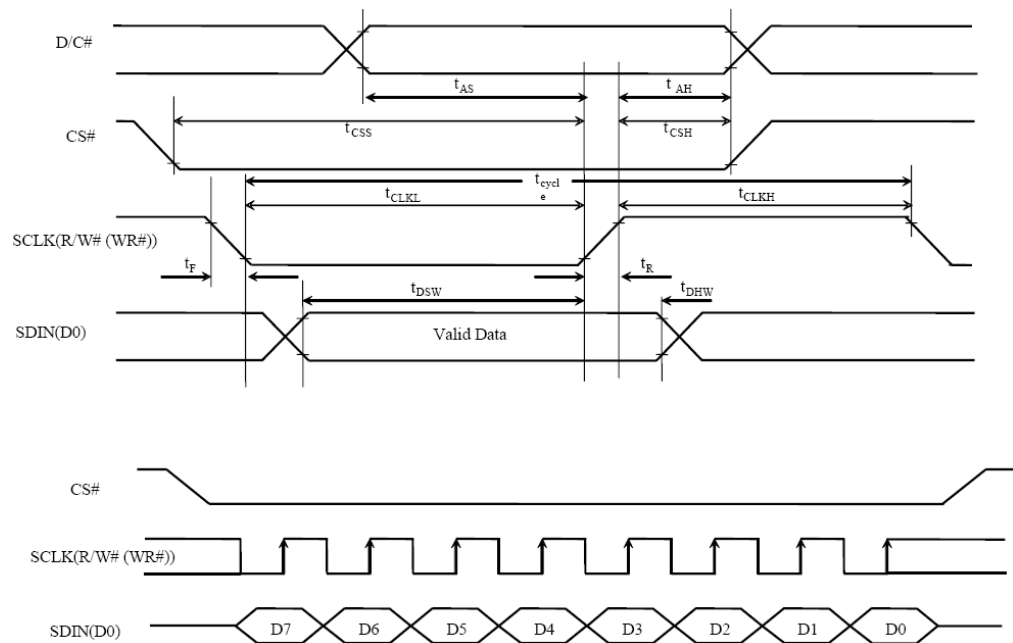 D/C#
tAS
tAH
CS#
tCSS
tCSH
tcycl
e
tCLKL
tCLKH
SCLK(R/W# (WR#))
tF
tR
tDSW
tDHW
SDIN(D0)
Valid Data
CS#
SCLK(R/W# (WR#))
SDIN(D0)
D7
D6
D5
D4
D3
D2
D1
D0